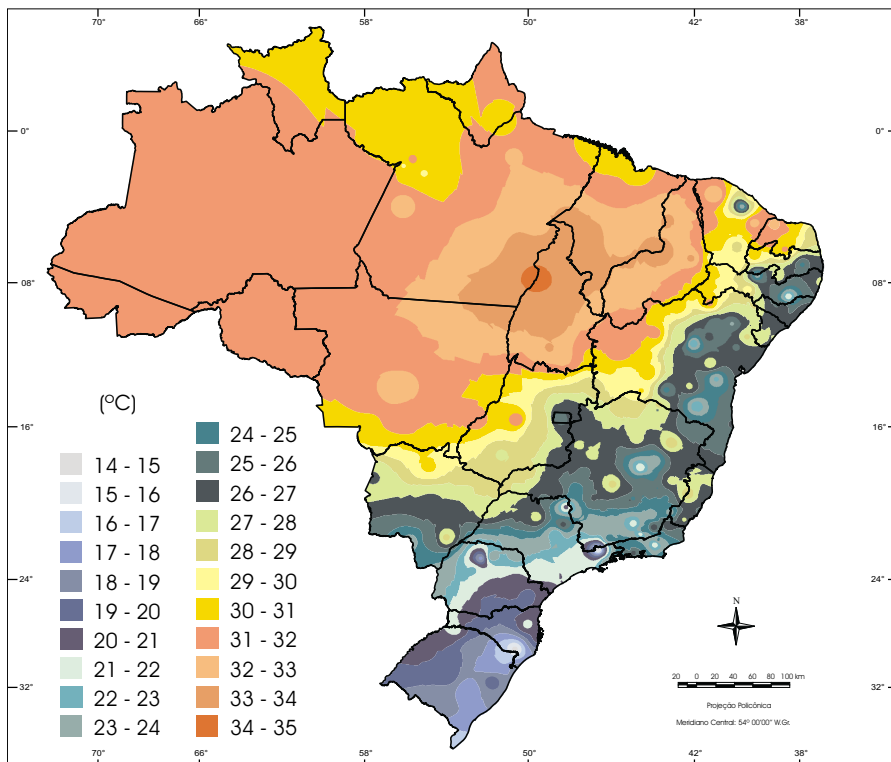 70° 66° 58° 50° 42° 38°
0° 0°
08° 08°
16° 16°
24° 24°
32° 32°
(°C)
14 - 15
15 - 16
16 - 17
17 - 18
18 - 19
19 - 20
20 - 21
21 - 22
22 - 23
23 - 24
24 - 25
25 - 26
26 - 27
27 - 28
28 - 29
29 - 30
30 - 31
31 - 32
32 - 33
33 - 34
34 - 35
N
20 0 20 40 60 80 100 km
Projeção Policônica
Meridiano Central: 54° 00'00" W.Gr.
70° 66° 58° 50° 42° 38°